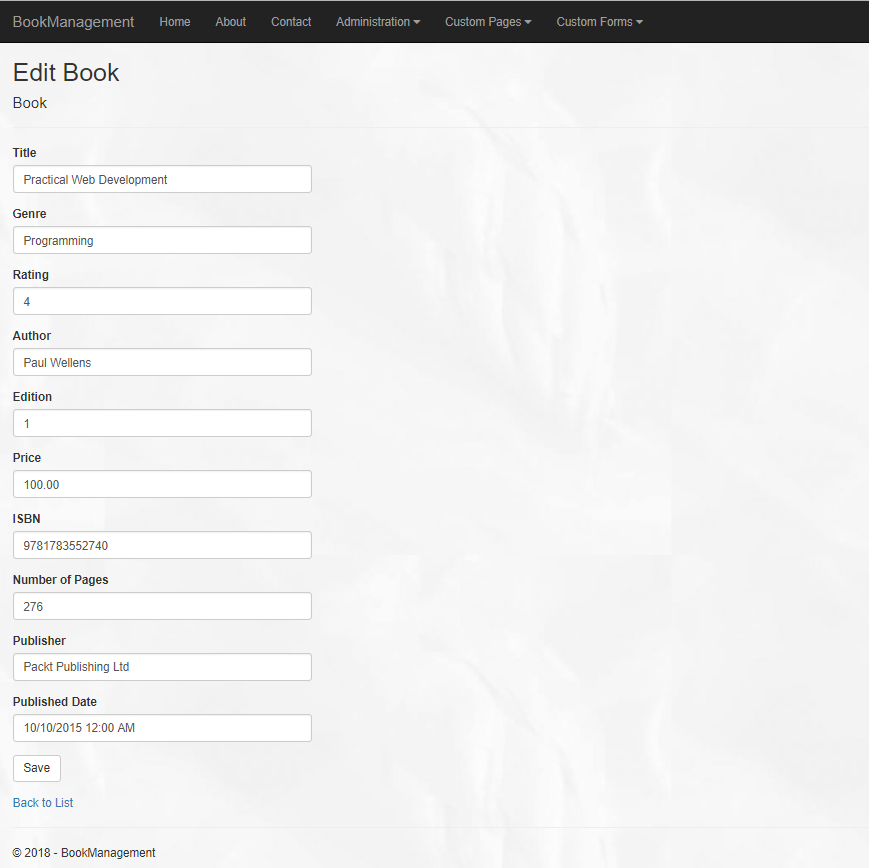 BookManagement Home About Contact Administration Custom Pages Custom Forms
Edit Book
Book
Title
Practical Web Development
Genre
Programming
Rating
4
Author
Paul Wellens
Edition
1
Price
100.00
ISBN
9781783552740
Number of Pages
276
Publisher
Packt Publishing Ltd
Published Date
10/10/2015 12:00 AM
Save
Back to List
© 2018 - BookManagement